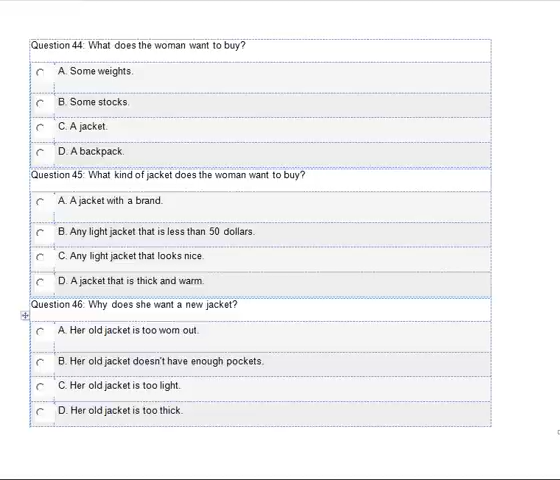 Question 44: What does the woman want to buy?
A. Some weights.
B. Some stocks.
C. A jacket.
D. A backpack.
Question 45: What kind of jacket does the woman want to buy?
A. A jacket with a brand.
B. Any light jacket that is less than 50 dollars.
C. Any light jacket that looks nice.
D. A jacket that is thick and warm.
Question 46: Why does she want a new jacket?
A. Her old jacket is too worn out.
B. Her old jacket doesn't have enough pockets.
C. Her old jacket is too light.
D. Her old jacket is too thick.